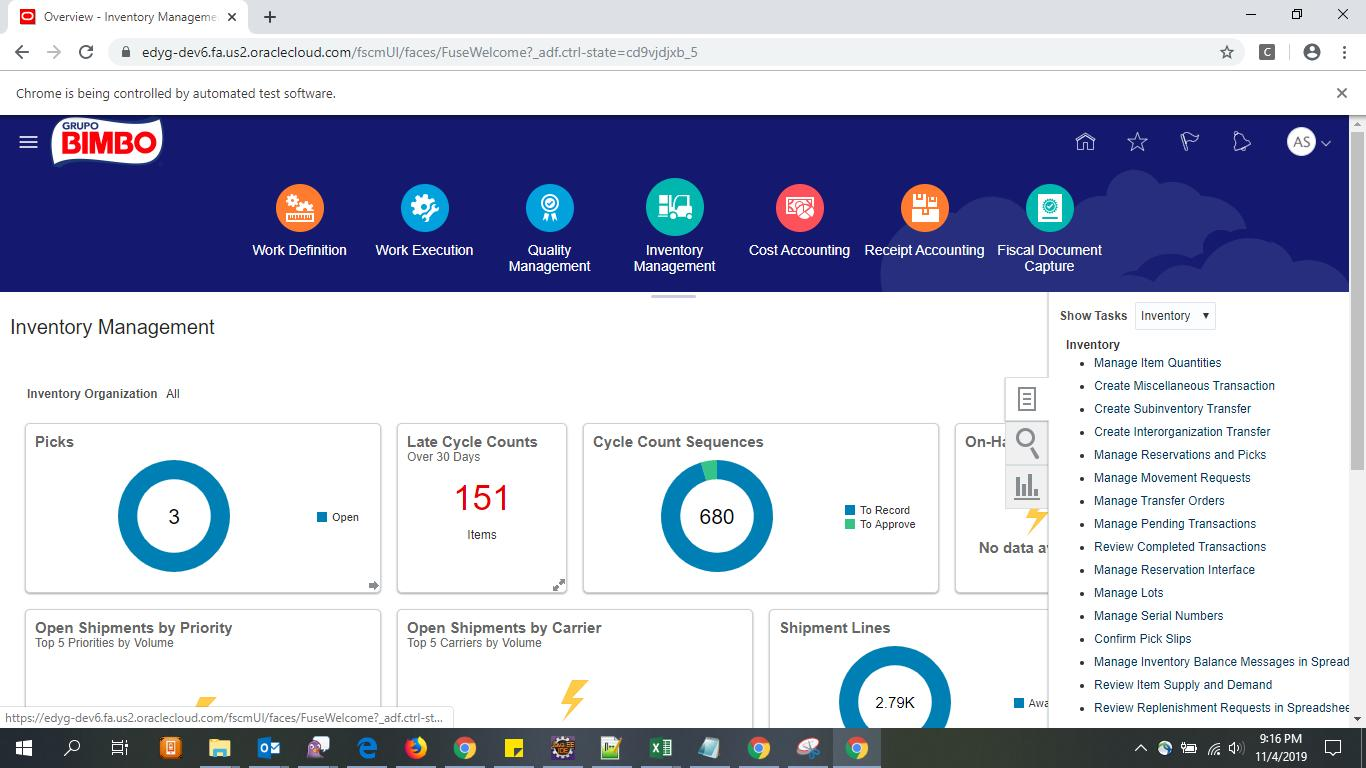 Overview - Inventory Manageme
edyg-dev6.fa.us2.oraclecloud.com/fscmUI/faces/FuseWelcome?_adf.ctrl-state=cd9vjdjxb_5
C
Chrome is being controlled by automated test software.
GRUPO
BIMBO
AS
Work Definition
Work Execution
Quality
Management
Inventory
Management
Cost Accounting
Receipt Accounting
Fiscal Document
Capture
Inventory Management
Inventory Organization All
Picks
3
Open
Late Cycle Counts
Over 30 Days
151
Items
Cycle Count Sequences
680
To Record
To Approve
On-Ha
No data av
Open Shipments by Priority
Top 5 Priorities by Volume
Open Shipments by Carrier
Top 5 Carriers by Volume
Shipment Lines
2.79K
Awa
Show Tasks Inventory
Inventory
Manage Item Quantities
Create Miscellaneous Transaction
Create Subinventory Transfer
Create Interorganization Transfer
Manage Reservations and Picks
Manage Movement Requests
Manage Transfer Orders
Manage Pending Transactions
Review Completed Transactions
Manage Reservation Interface
Manage Lots
Manage Serial Numbers
Confirm Pick Slips
Manage Inventory Balance Messages in Spread
Review Item Supply and Demand
Review Replenishment Requests in Spreadshee
https://edyg-dev6.fa.us2.oraclecloud.com/fscmUI/faces/FuseWelcome?_adf.ctrl-st...
9:16 PM
11/4/2019